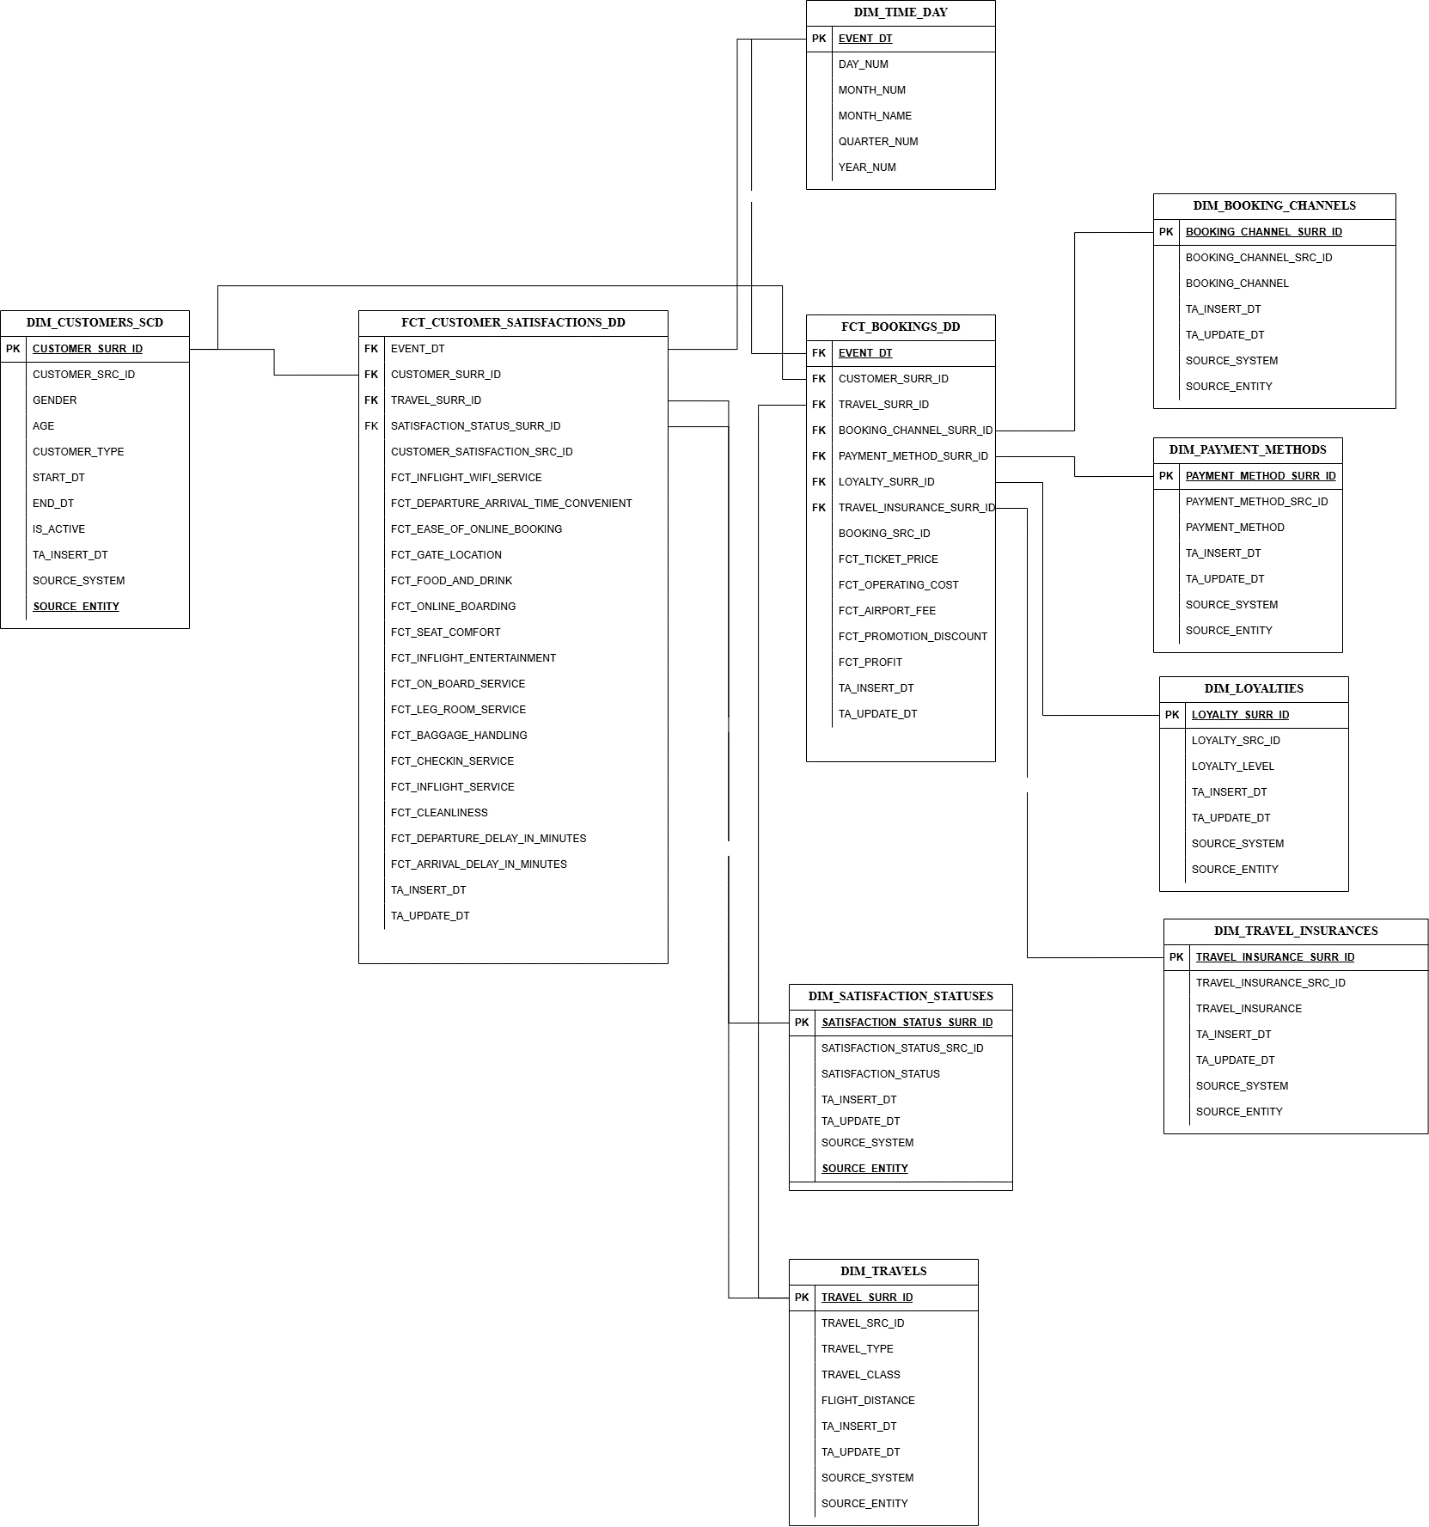 DIM_TIME_DAY
PK EVENT_DT
DAY_NUM
MONTH_NUM
MONTH_NAME
QUARTER_NUM
YEAR_NUM
DIM_BOOKING_CHANNELS
PK BOOKING_CHANNEL_SURR_ID
BOOKING_CHANNEL_SRC_ID
BOOKING_CHANNEL
TA_INSERT_DT
TA_UPDATE_DT
SOURCE_SYSTEM
SOURCE_ENTITY
DIM_CUSTOMERS_SCD
PK CUSTOMER_SURR_ID
CUSTOMER_SRC_ID
GENDER
AGE
CUSTOMER_TYPE
START_DT
END_DT
IS_ACTIVE
TA_INSERT_DT
SOURCE_SYSTEM
SOURCE_ENTITY
FCT_CUSTOMER_SATISFACTIONS_DD
FK EVENT_DT
FK CUSTOMER_SURR_ID
FK TRAVEL_SURR_ID
FK SATISFACTION_STATUS_SURR_ID
CUSTOMER_SATISFACTION_SRC_ID
FCT_INFLIGHT_WIFI_SERVICE
FCT_DEPARTURE_ARRIVAL_TIME_CONVENIENT
FCT_EASE_OF_ONLINE_BOOKING
FCT_GATE_LOCATION
FCT_FOOD_AND_DRINK
FCT_ONLINE_BOARDING
FCT_SEAT_COMFORT
FCT_INFLIGHT_ENTERTAINMENT
FCT_ON_BOARD_SERVICE
FCT_LEG_ROOM_SERVICE
FCT_BAGGAGE_HANDLING
FCT_CHECKIN_SERVICE
FCT_INFLIGHT_SERVICE
FCT_CLEANLINESS
FCT_DEPARTURE_DELAY_IN_MINUTES
FCT_ARRIVAL_DELAY_IN_MINUTES
TA_INSERT_DT
TA_UPDATE_DT
FCT_BOOKINGS_DD
FK EVENT_DT
FK CUSTOMER_SURR_ID
FK TRAVEL_SURR_ID
FK BOOKING_CHANNEL_SURR_ID
FK PAYMENT_METHOD_SURR_ID
FK LOYALTY_SURR_ID
FK TRAVEL_INSURANCE_SURR_ID
BOOKING_SRC_ID
FCT_TICKET_PRICE
FCT_OPERATING_COST
FCT_AIRPORT_FEE
FCT_PROMOTION_DISCOUNT
FCT_PROFIT
TA_INSERT_DT
TA_UPDATE_DT
DIM_PAYMENT_METHODS
PK PAYMENT_METHOD_SURR_ID
PAYMENT_METHOD_SRC_ID
PAYMENT_METHOD
TA_INSERT_DT
TA_UPDATE_DT
SOURCE_SYSTEM
SOURCE_ENTITY
DIM_LOYALTIES
PK LOYALTY_SURR_ID
LOYALTY_SRC_ID
LOYALTY_LEVEL
TA_INSERT_DT
TA_UPDATE_DT
SOURCE_SYSTEM
SOURCE_ENTITY
DIM_TRAVEL_INSURANCES
PK TRAVEL_INSURANCE_SURR_ID
TRAVEL_INSURANCE_SRC_ID
TRAVEL_INSURANCE
TA_INSERT_DT
TA_UPDATE_DT
SOURCE_SYSTEM
SOURCE_ENTITY
DIM_SATISFACTION_STATUSES
PK SATISFACTION_STATUS_SURR_ID
SATISFACTION_STATUS_SRC_ID
SATISFACTION_STATUS
TA_INSERT_DT
TA_UPDATE_DT
SOURCE_SYSTEM
SOURCE_ENTITY
DIM_TRAVELS
PK TRAVEL_SURR_ID
TRAVEL_SRC_ID
TRAVEL_TYPE
TRAVEL_CLASS
FLIGHT_DISTANCE
TA_INSERT_DT
TA_UPDATE_DT
SOURCE_SYSTEM
SOURCE_ENTITY